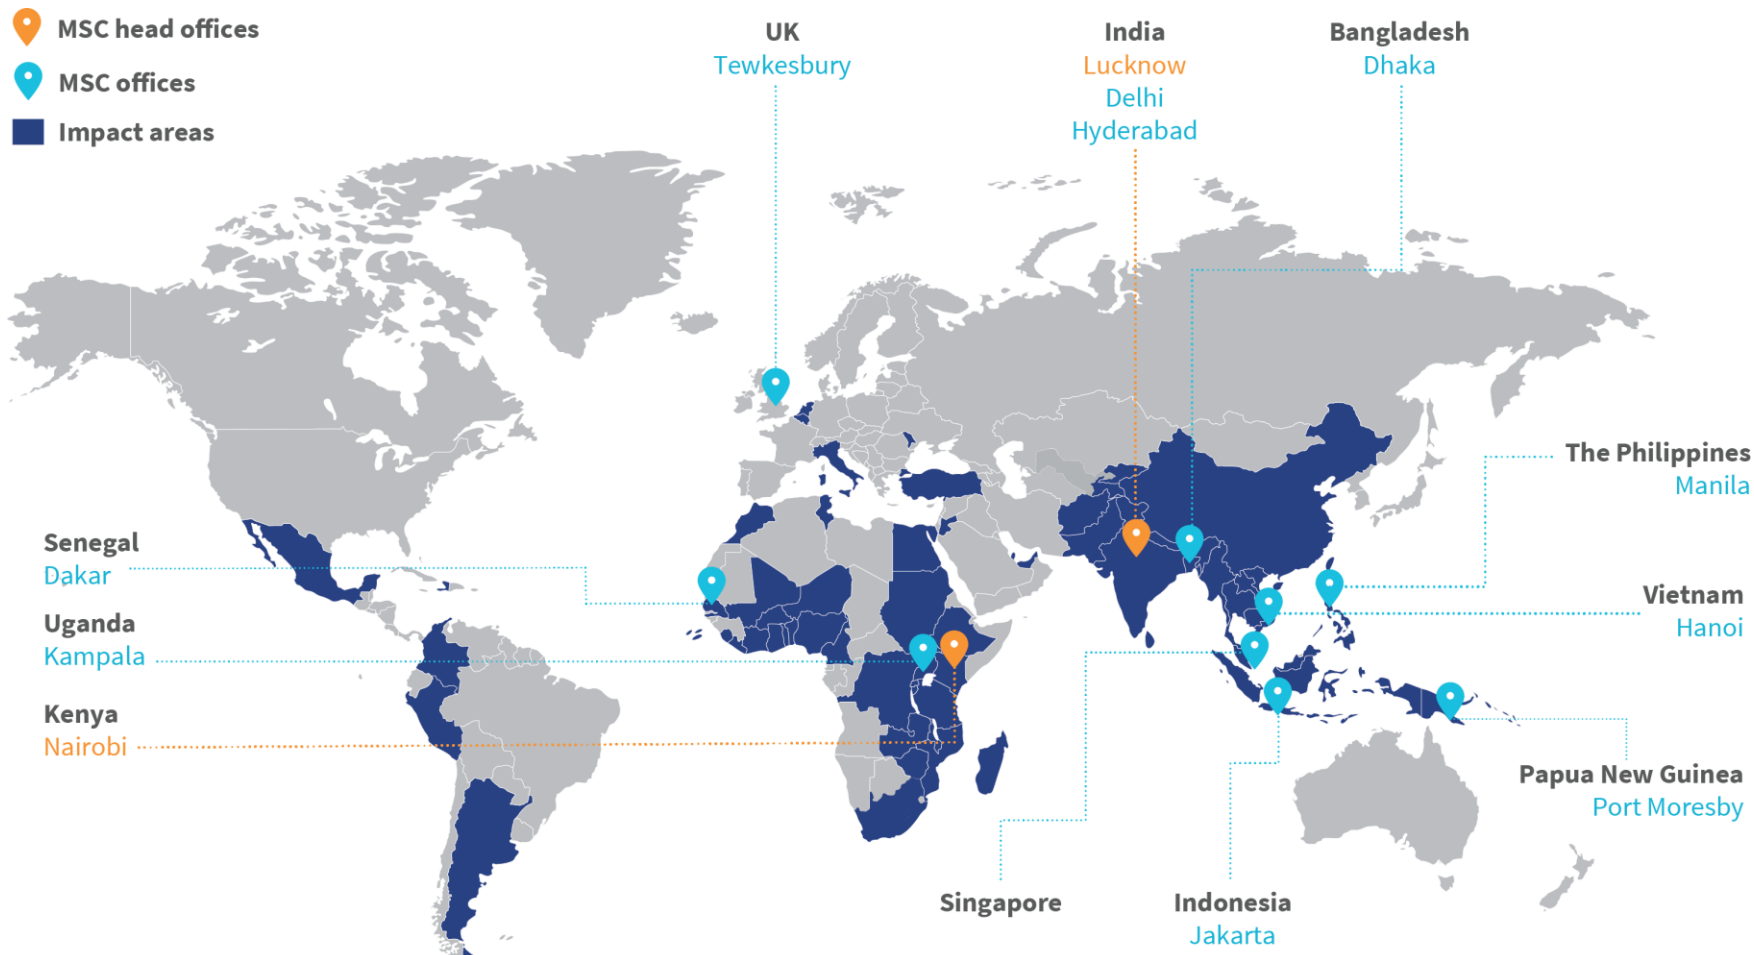 MSC head offices
MSC offices
Impact areas
UK
Tewkesbury
India
Lucknow
Delhi
Hyderabad
Bangladesh
Dhaka
The Philippines
Manila
Senegal
Dakar
Vietnam
Hanoi
Uganda
Kampala
Kenya
Nairobi
Papua New Guinea
Port Moresby
Singapore
Indonesia
Jakarta